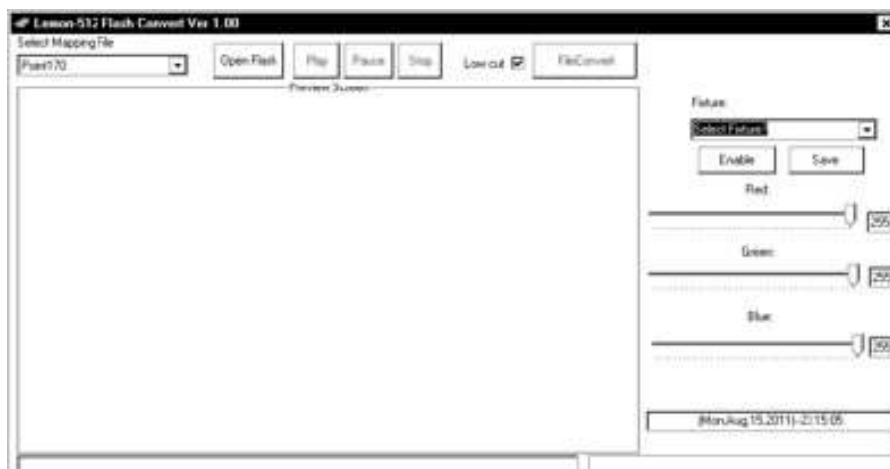 Lemon-512 Flash Convert Ver 1.00
Select Mapping File
Point170
Open Flash
Play
Pause
Stop
Low cut
FileConvert
Preview Screen
Fixture:
Select Fixture!
Enable
Save
Red:
255
Green:
255
Blue:
255
(Mon,Aug,15,2011)--23:15:05